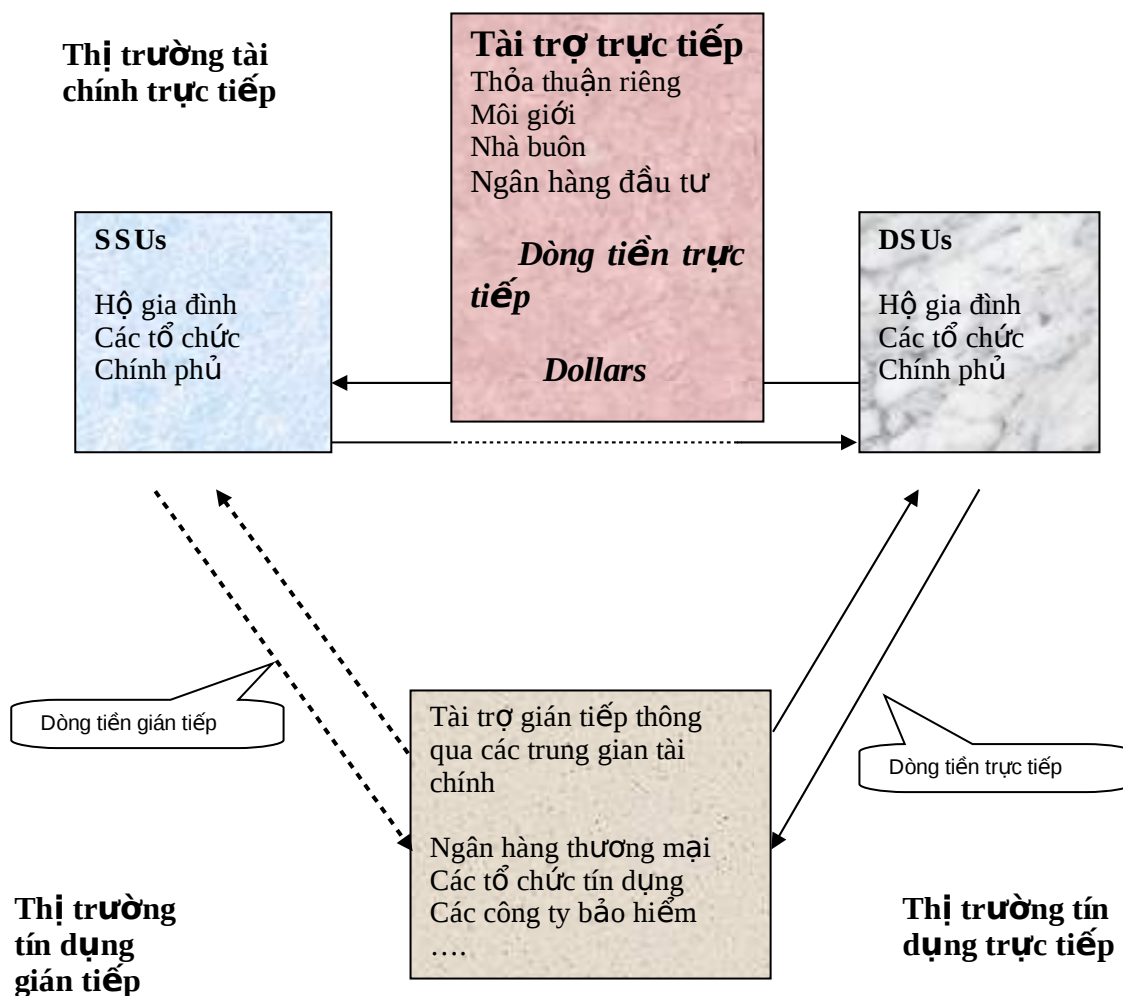 Thị trường tài
chính trực tiếp
Tài trợ trực tiếp
Thỏa thuận riêng
Môi giới
Nhà buôn
Ngân hàng đầu tư
Dòng tiền trực
tiếp
Dollars
SSUs
Hộ gia đình
Các tổ chức
Chính phủ
DSUs
Hộ gia đình
Các tổ chức
Chính phủ
Dòng tiền gián tiếp
Tài trợ gián tiếp thông
qua các trung gian tài
chính
Ngân hàng thương mại
Các tổ chức tín dụng
Các công ty bảo hiểm
….
Dòng tiền trực tiếp
Thị trường
tín dụng
gián tiếp
Thị trường tín
dụng trực tiếp